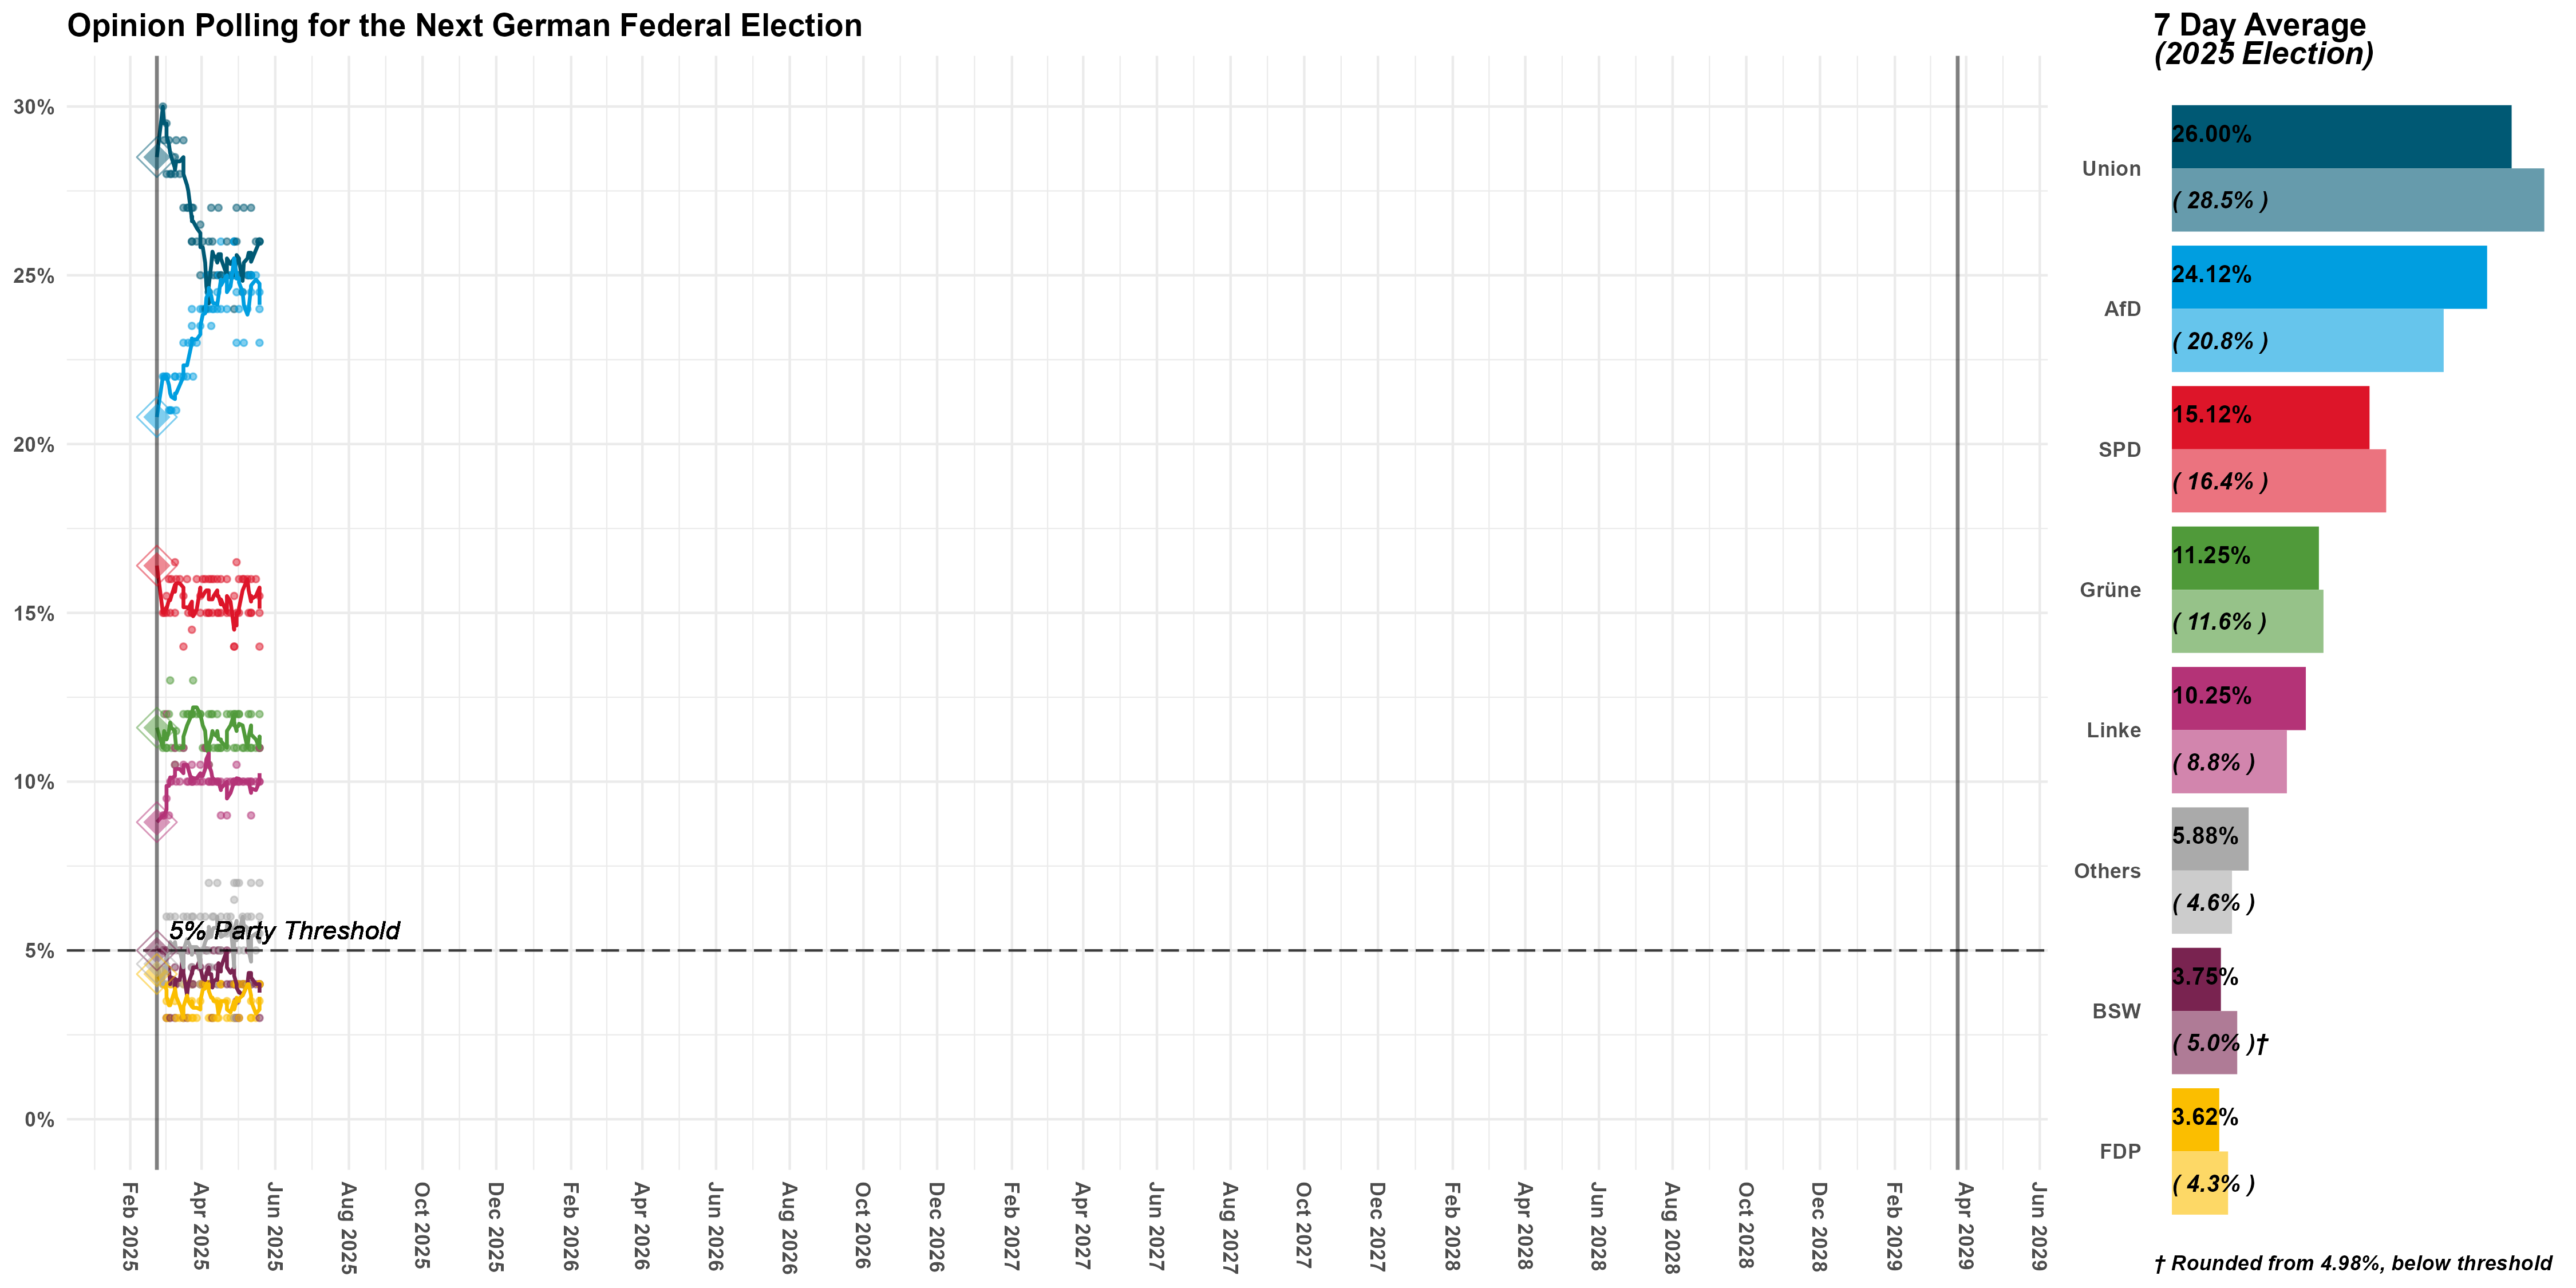 Opinion Polling for the Next German Federal Election
30%
25%
20%
15%
10%
5%
0%
5% Party Threshold
Feb 2025
Apr 2025
Jun 2025
Aug 2025
Oct 2025
Dec 2025
Feb 2026
Apr 2026
Jun 2026
Aug 2026
Oct 2026
Dec 2026
Feb 2027
Apr 2027
Jun 2027
Aug 2027
Oct 2027
Dec 2027
Feb 2028
Apr 2028
Jun 2028
Aug 2028
Oct 2028
Dec 2028
Feb 2029
Apr 2029
Jun 2029
7 Day Average
(2025 Election)
Union
26.00%
( 28.5% )
AfD
24.12%
( 20.8% )
SPD
15.12%
( 16.4% )
Grüne
11.25%
( 11.6% )
Linke
10.25%
( 8.8% )
Others
5.88%
( 4.6% )
BSW
3.75%
( 5.0% )†
FDP
3.62%
( 4.3% )
† Rounded from 4.98%, below threshold